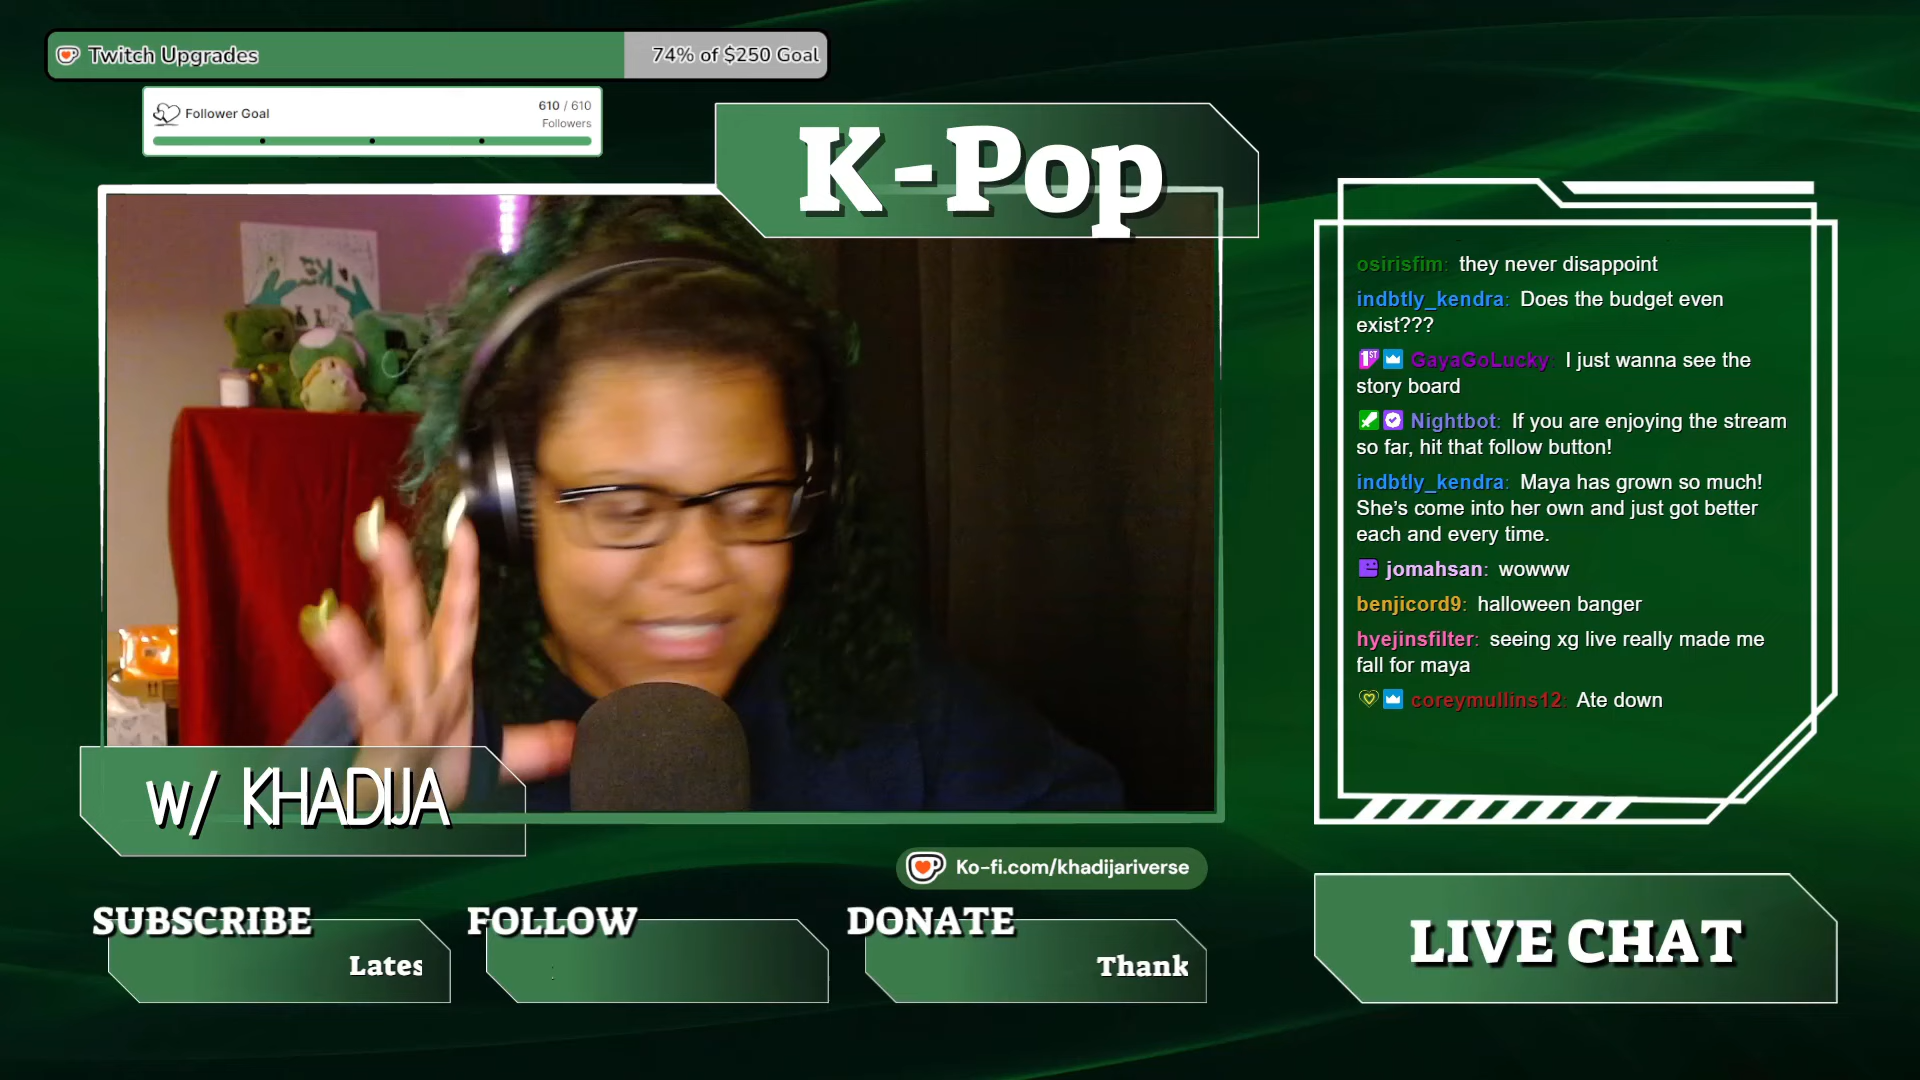 Twitch Upgrades
74% of $250 Goal
Follower Goal
610 / 610
Followers
K-Pop
osirisfim: they never disappoint
indbtly_kendra: Does the budget even
exist???
1ST GayaGoLucky: I just wanna see the
story board
Nightbot: If you are enjoying the stream
so far, hit that follow button!
indbtly_kendra: Maya has grown so much!
She's come into her own and just got better
each and every time.
jomahsan: wowww
benjicord9: halloween banger
hyejinsfilter: seeing xg live really made me
fall for maya
coreymullins12: Ate down
w/ KHADIJA
Ko-fi.com/khadijariverse
SUBSCRIBE
Lates
FOLLOW
DONATE
Thank
LIVE CHAT